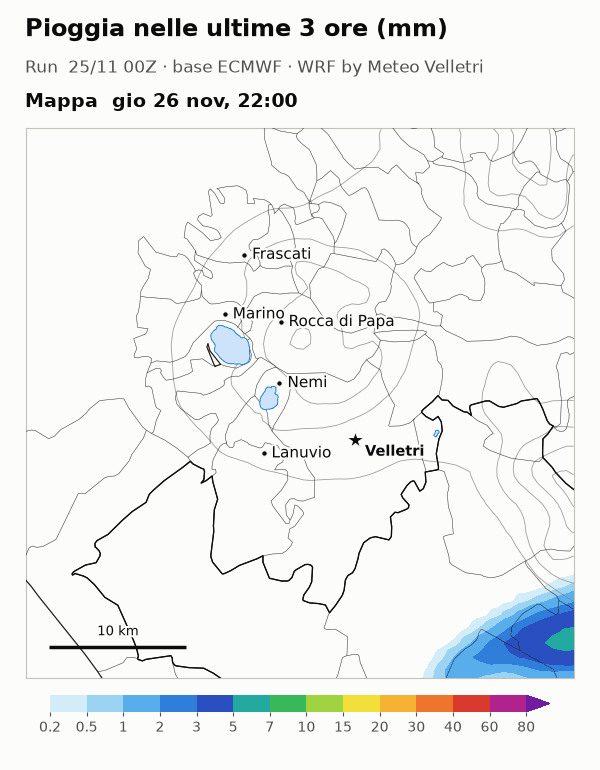 Pioggia nelle ultime 3 ore (mm)
Run  25/11 00Z · base ECMWF · WRF by Meteo Velletri
Mappa  gio 26 nov, 22:00
Frascati
Marino
Rocca di Papa
Nemi
Velletri
Lanuvio
10 km
0.2 0.5 1 2 3 5 7 10 15 20 30 40 60 80